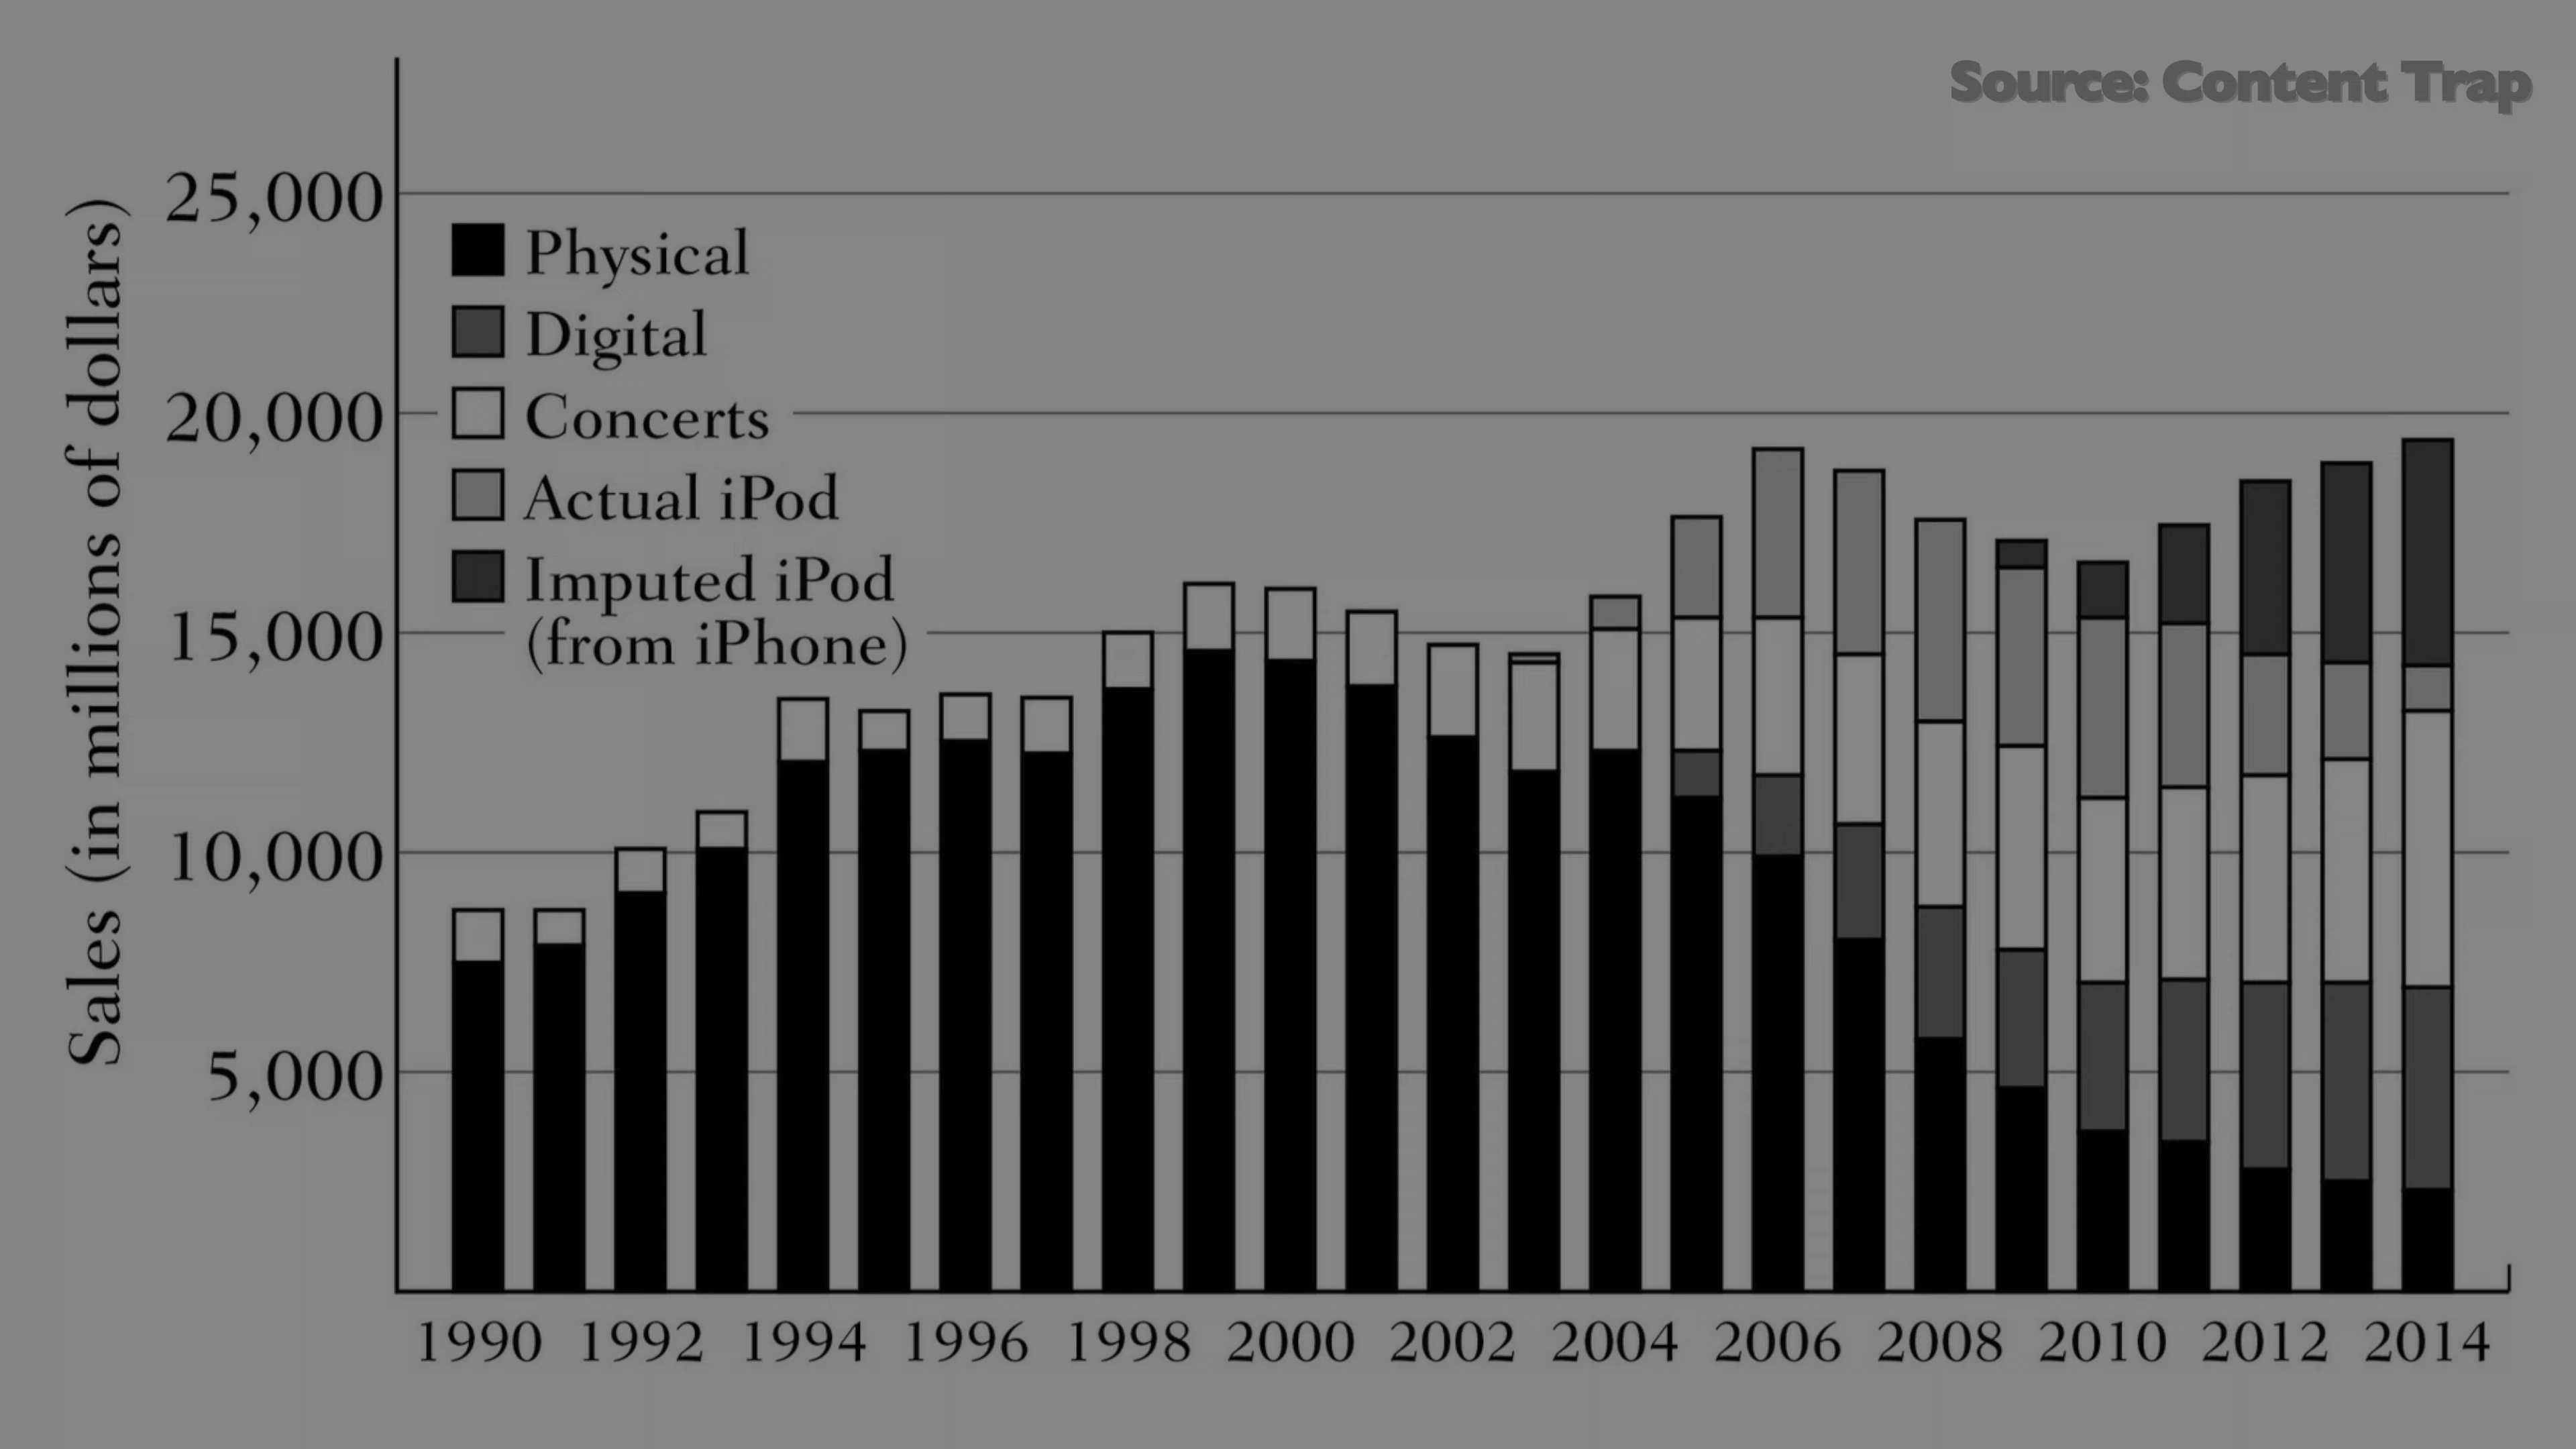 Source: Content Trap
Sales (in millions of dollars)
25,000
20,000
15,000
10,000
5,000
Physical
Digital
Concerts
Actual iPod
Imputed iPod
(from iPhone)
1990 1992 1994 1996 1998 2000 2002 2004 2006 2008 2010 2012 2014